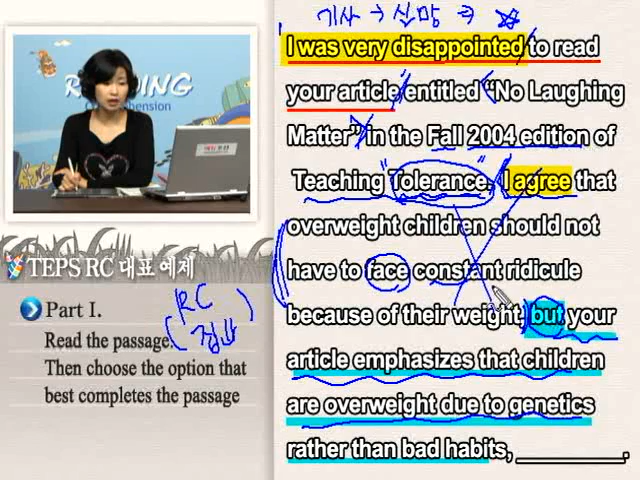 기사 → 실망 ⇒ ☆
I was very disappointed to read
your article entitled “No Laughing
Matter” in the Fall 2004 edition of
Teaching Tolerance. I agree that
overweight children should not
have to face constant ridicule
because of their weight, but your
article emphasizes that children
are overweight due to genetics
rather than bad habits, __________.
TEPS RC 대표 예제
Part I.
RC
Read the passage.
Then choose the option that
best completes the passage